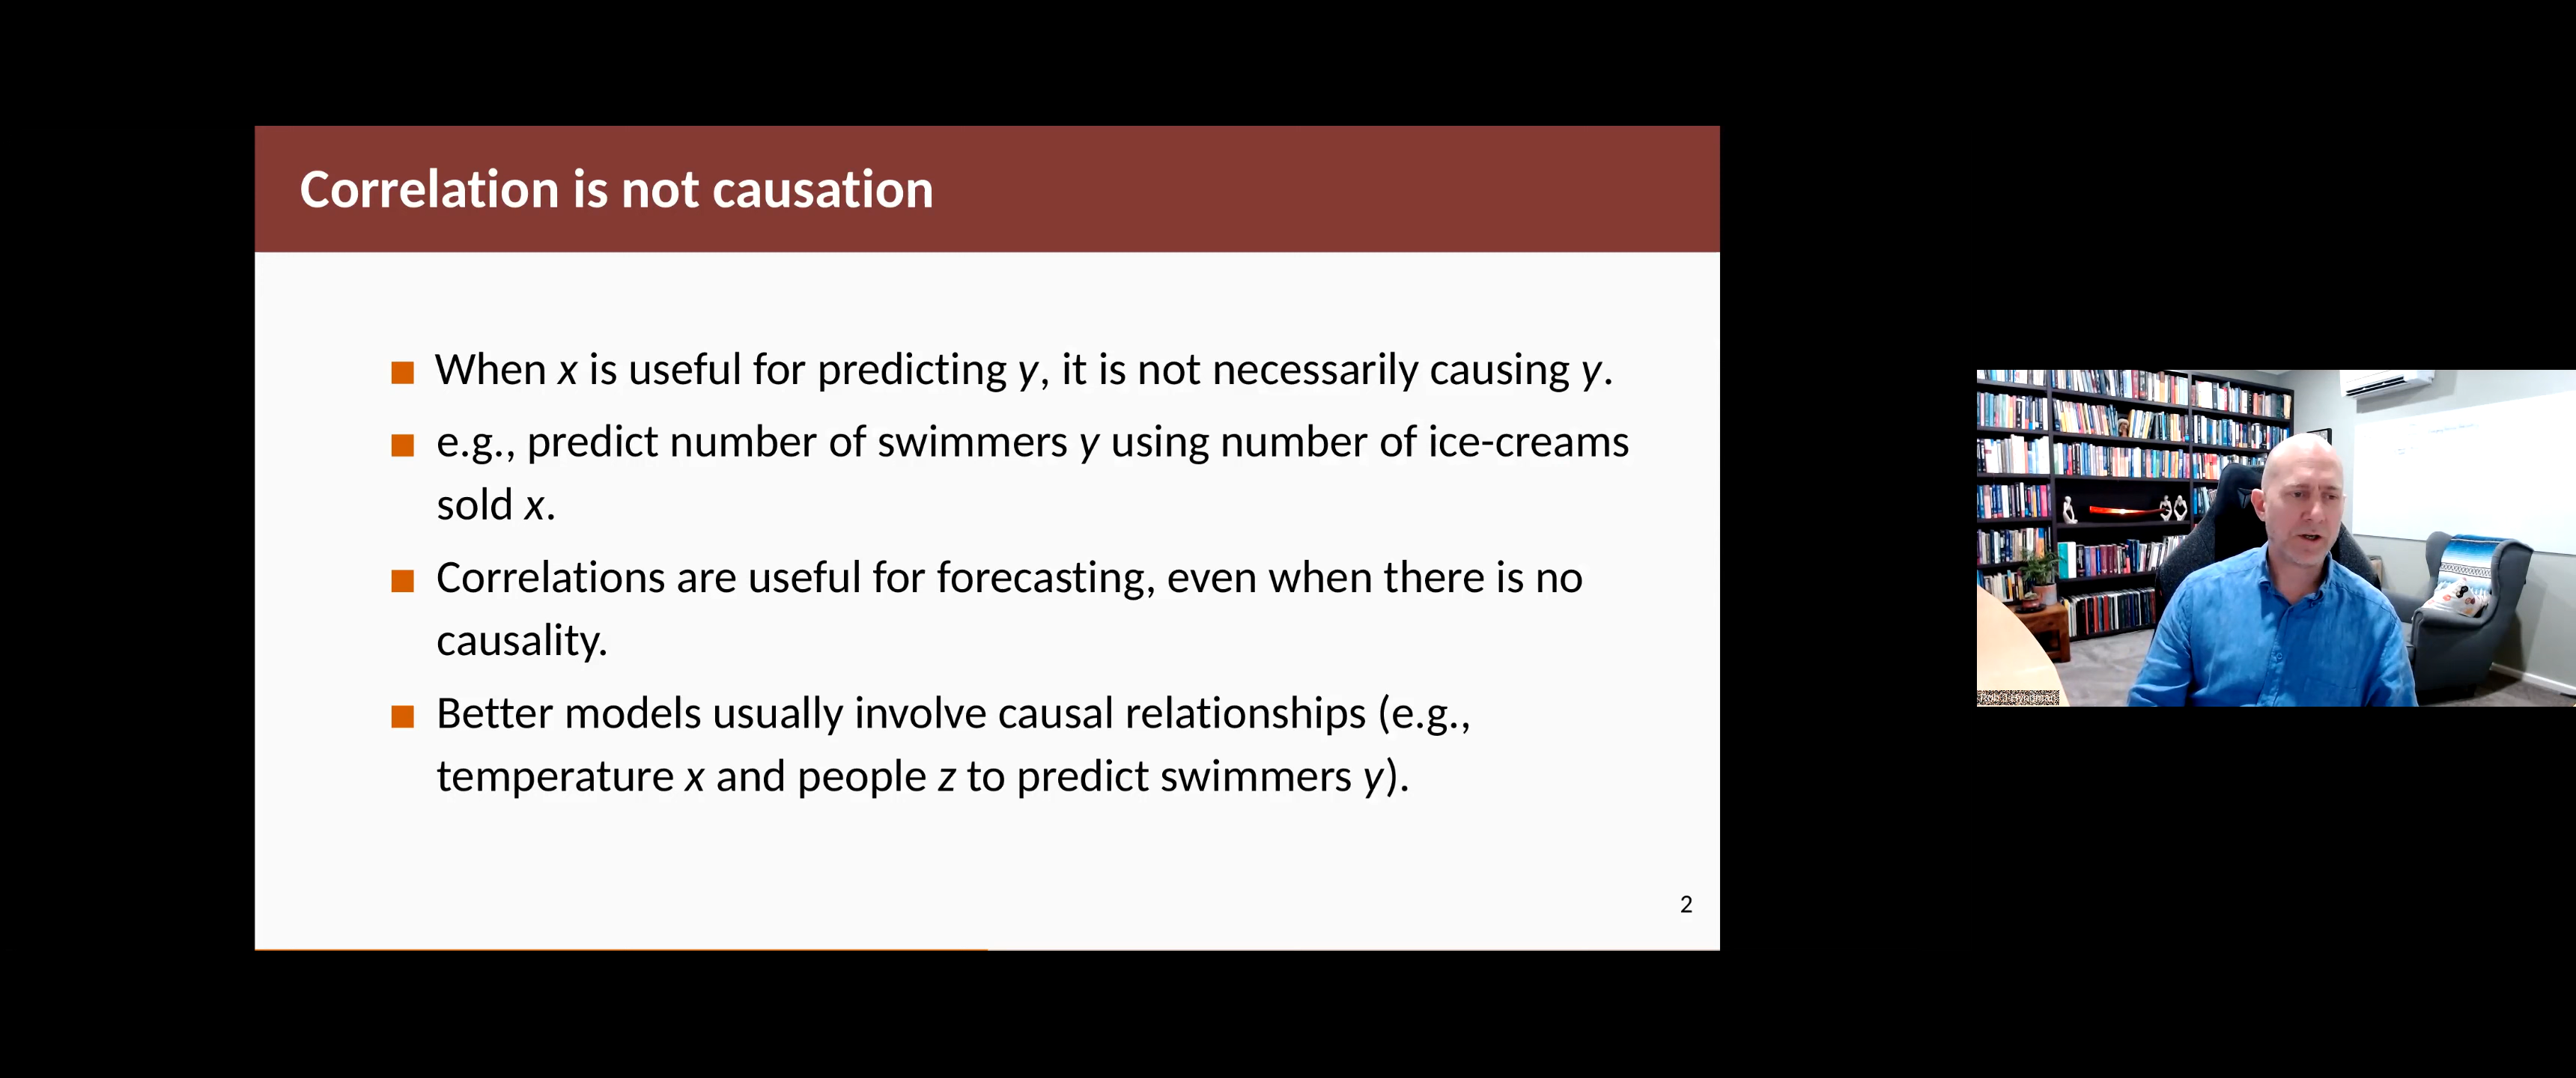 Correlation is not causation
When x is useful for predicting y, it is not necessarily causing y.
e.g., predict number of swimmers y using number of ice-creams
sold x.
Correlations are useful for forecasting, even when there is no
causality.
Better models usually involve causal relationships (e.g.,
temperature x and people z to predict swimmers y).
2